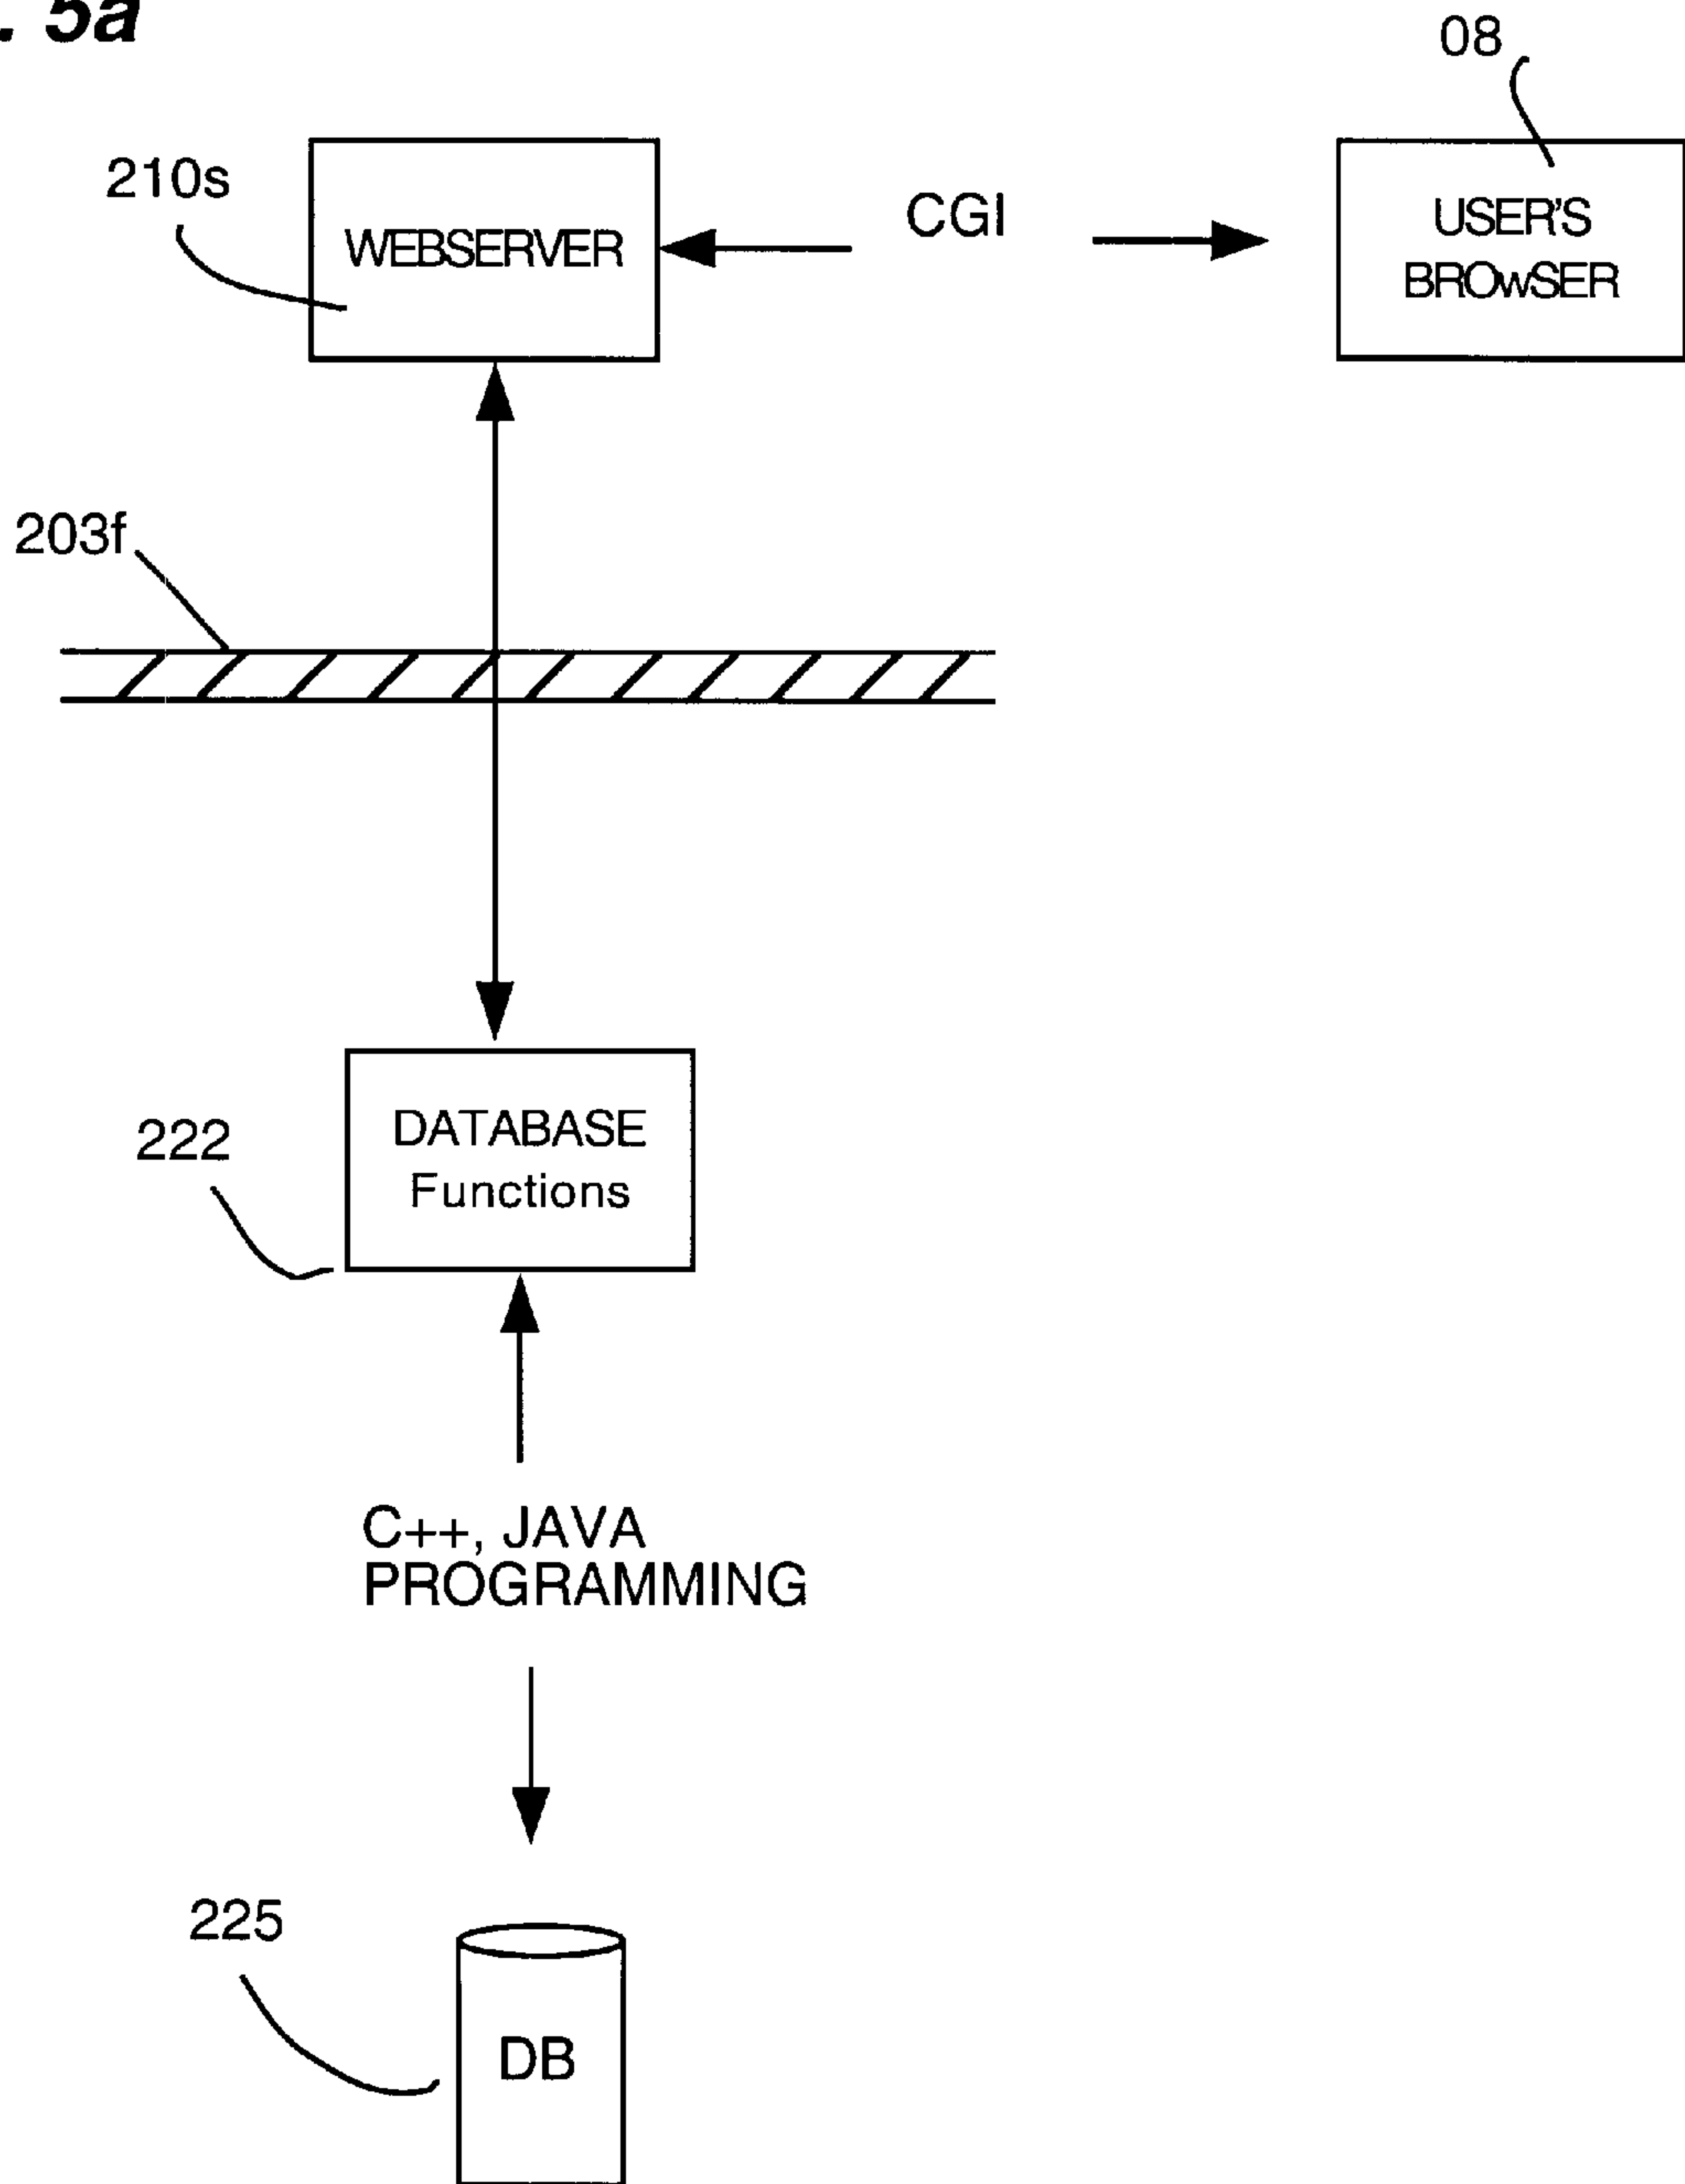 . 5a
08
210s
WEBSERVER
CGI
USER'S
BROwSER
203f
222
DATABASE
Functions
C++, JAVA
PROGRAMMING
225
DB